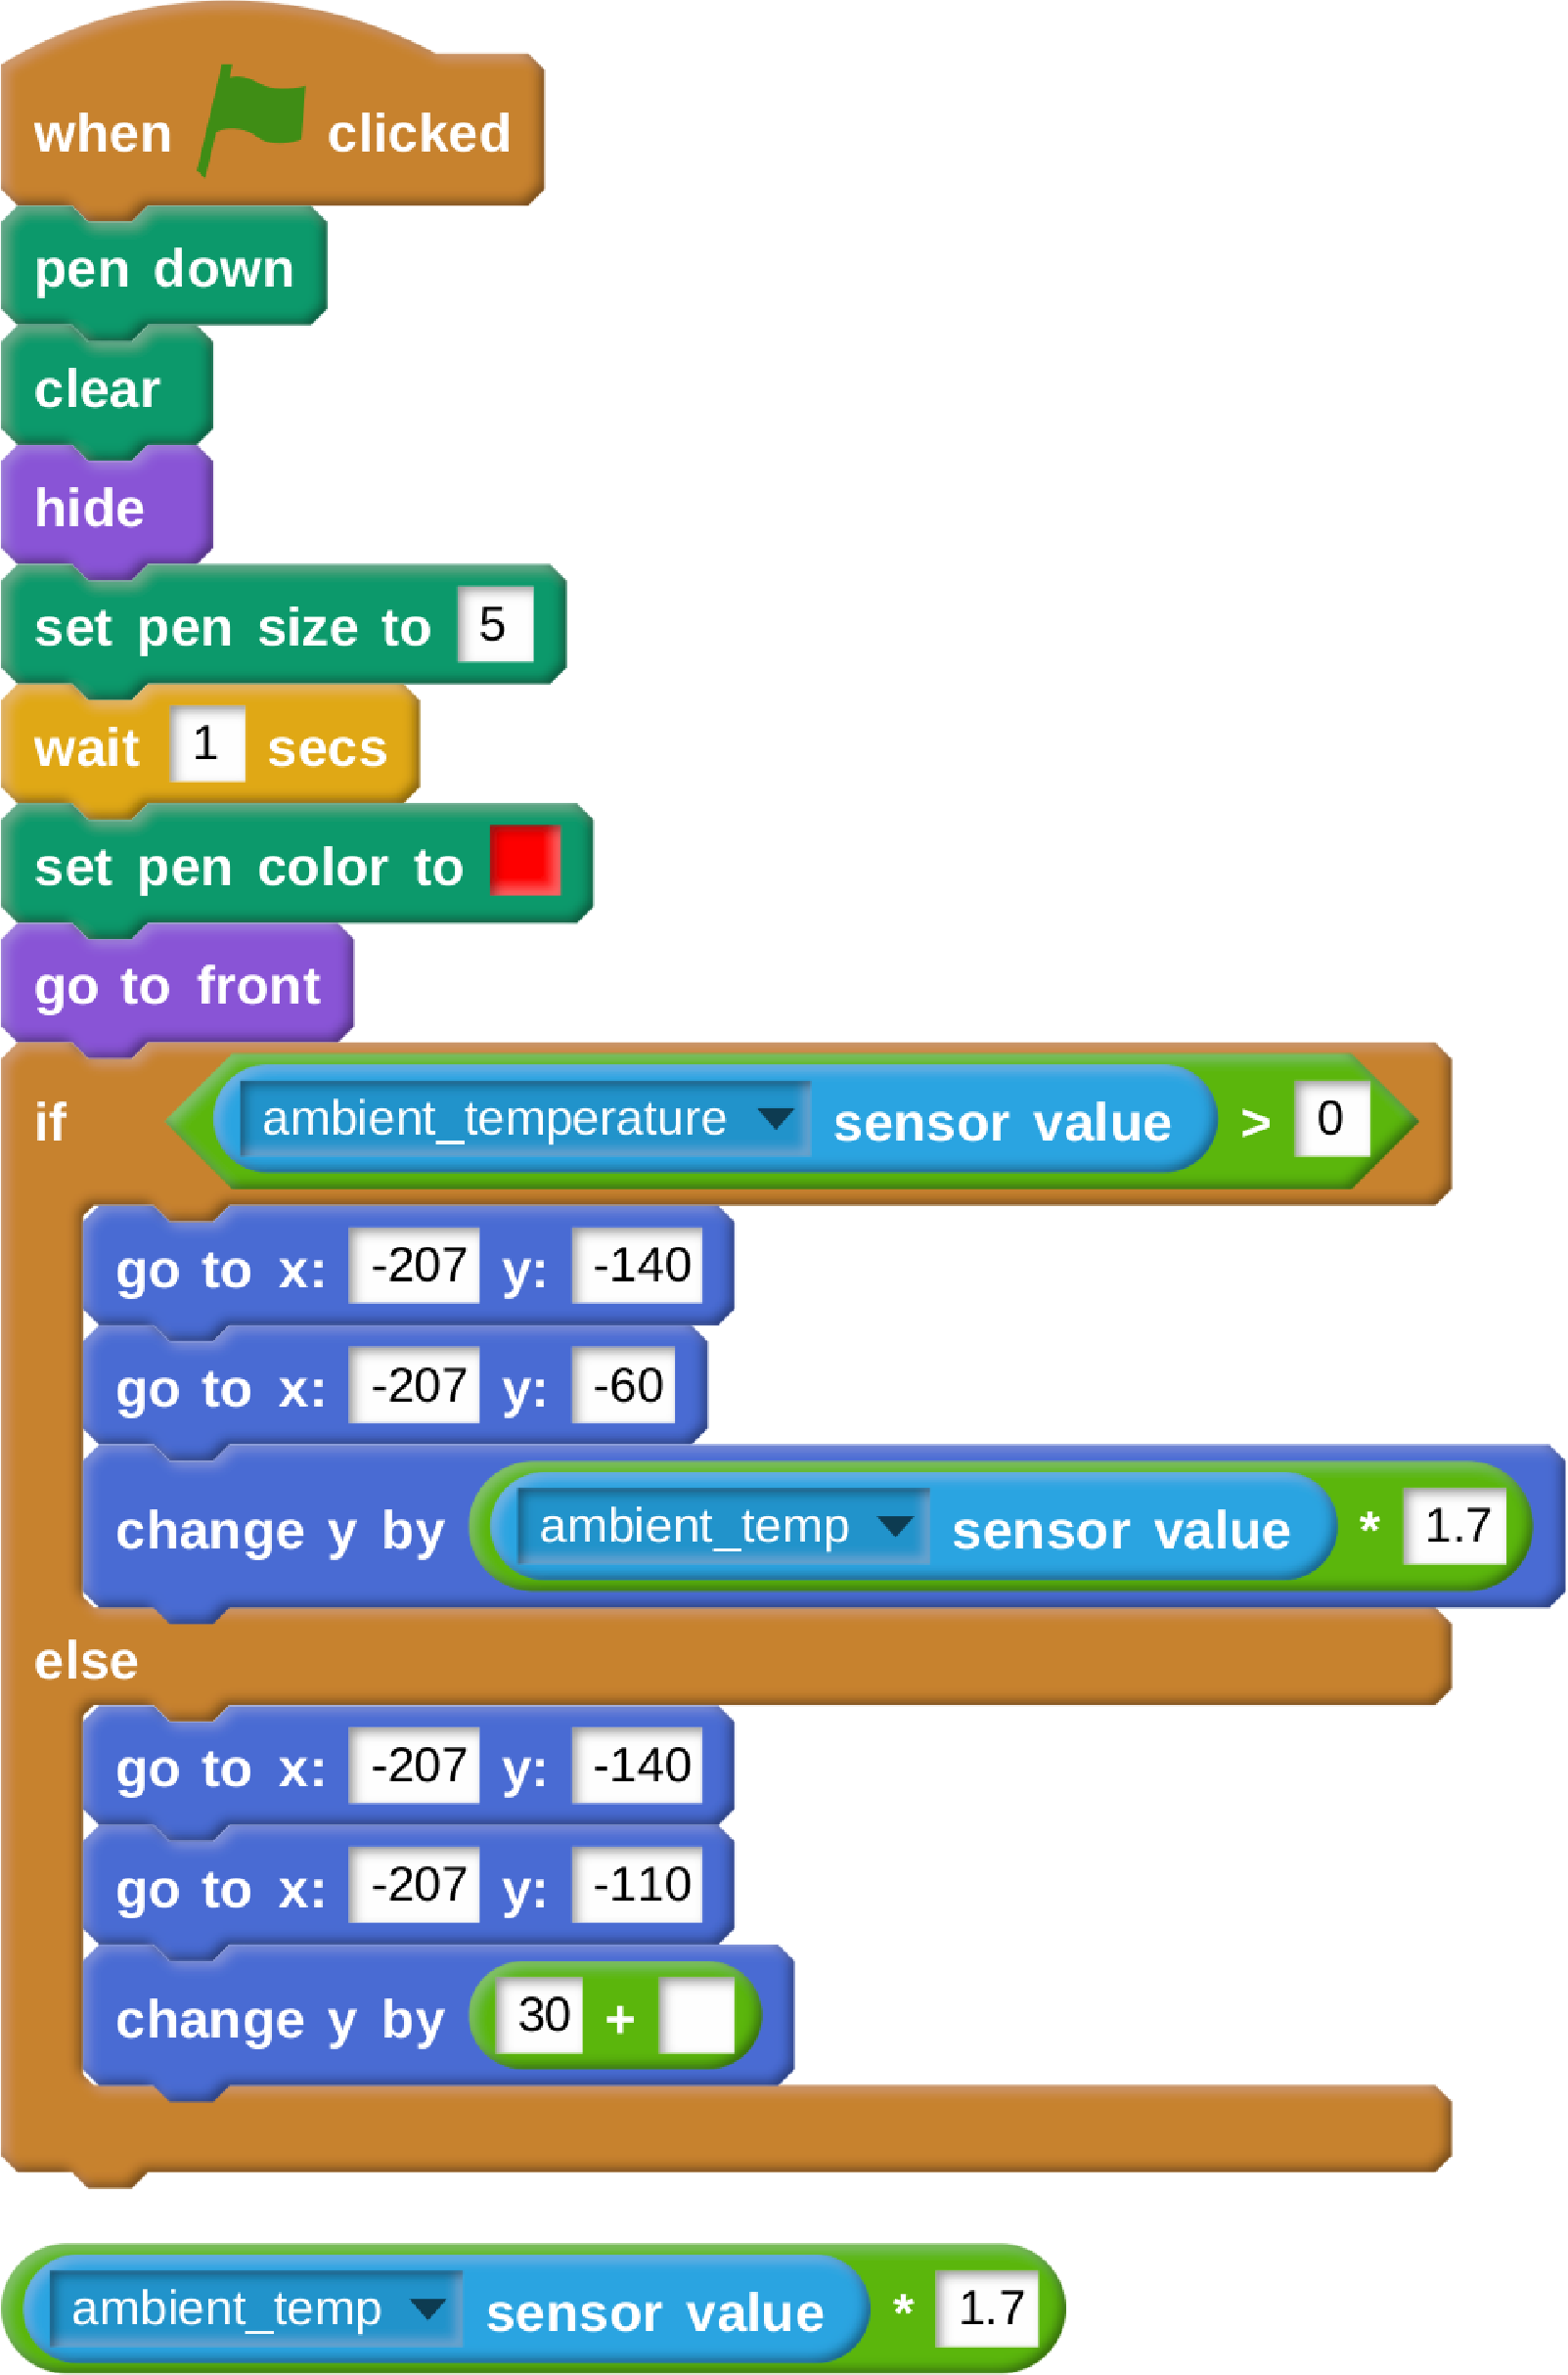 when clicked
pen down
clear
hide
set pen size to 5
wait 1 secs
set pen color to
go to front
if ambient_temperature sensor value > 0
go to x: -207 y: -140
go to x: -207 y: -60
change y by ambient_temp sensor value * 1.7
else
go to x: -207 y: -140
go to x: -207 y: -110
change y by 30 +
ambient_temp sensor value * 1.7